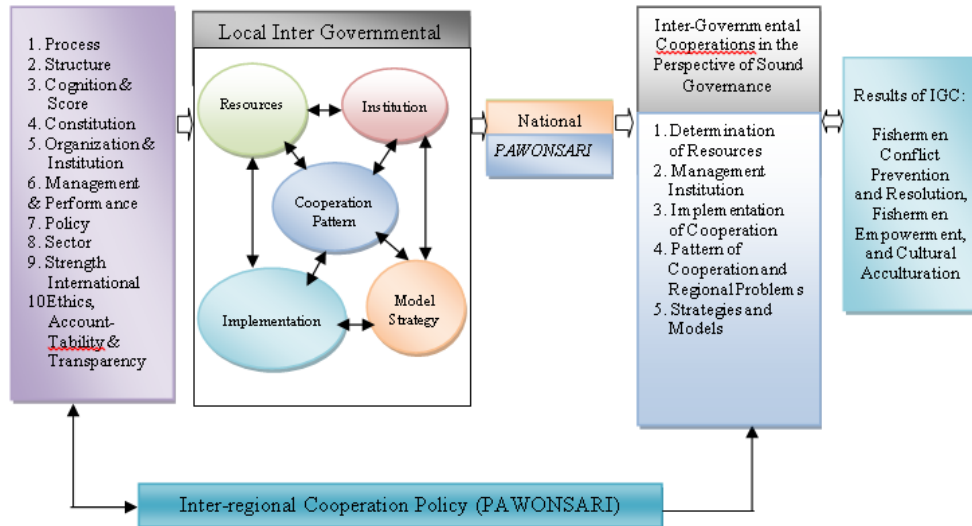 1. Process
2. Structure
3. Cognition &
Score
4. Constitution
5. Organization &
Institution
6. Management
& Performance
7. Policy
8. Sector
9. Strength
International
10Ethics,
Account-
Tability &
Transparency
Local Inter Governmental
Resources
Institution
Cooperation
Pattern
Implementation
Model
Strategy
National
PAWONSARI
Inter-Governmental
Cooperations in the
Perspective of Sound
Governance
1. Determination
of Resources
2. Management
Institution
3. Implementation
of Cooperation
4. Pattern of
Cooperation and
Regional Problems
5. Strategies and
Models
Results of IGC:
Fishermen
Conflict
Prevention
and Resolution,
Fishermen
Empowerment,
and Cultural
Acculturation
Inter-regional Cooperation Policy (PAWONSARI)